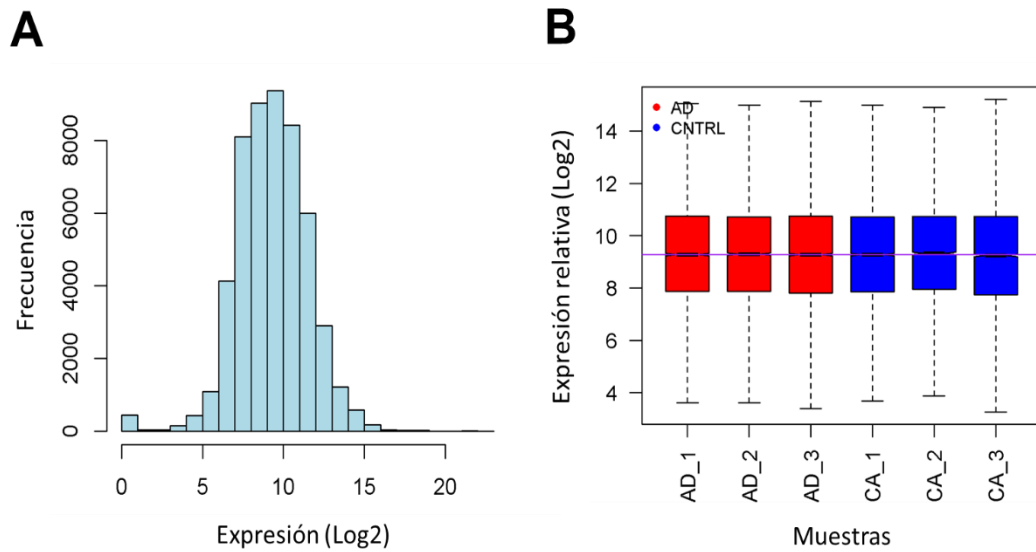 A
Frecuencia
8000
6000
4000
2000
0
0 5 10 15 20
Expresión (Log2)
B
Expresión relativa (Log2)
14
12
10
8
6
4
AD
CNTRL
AD_1 AD_2 AD_3 CA_1 CA_2 CA_3
Muestras